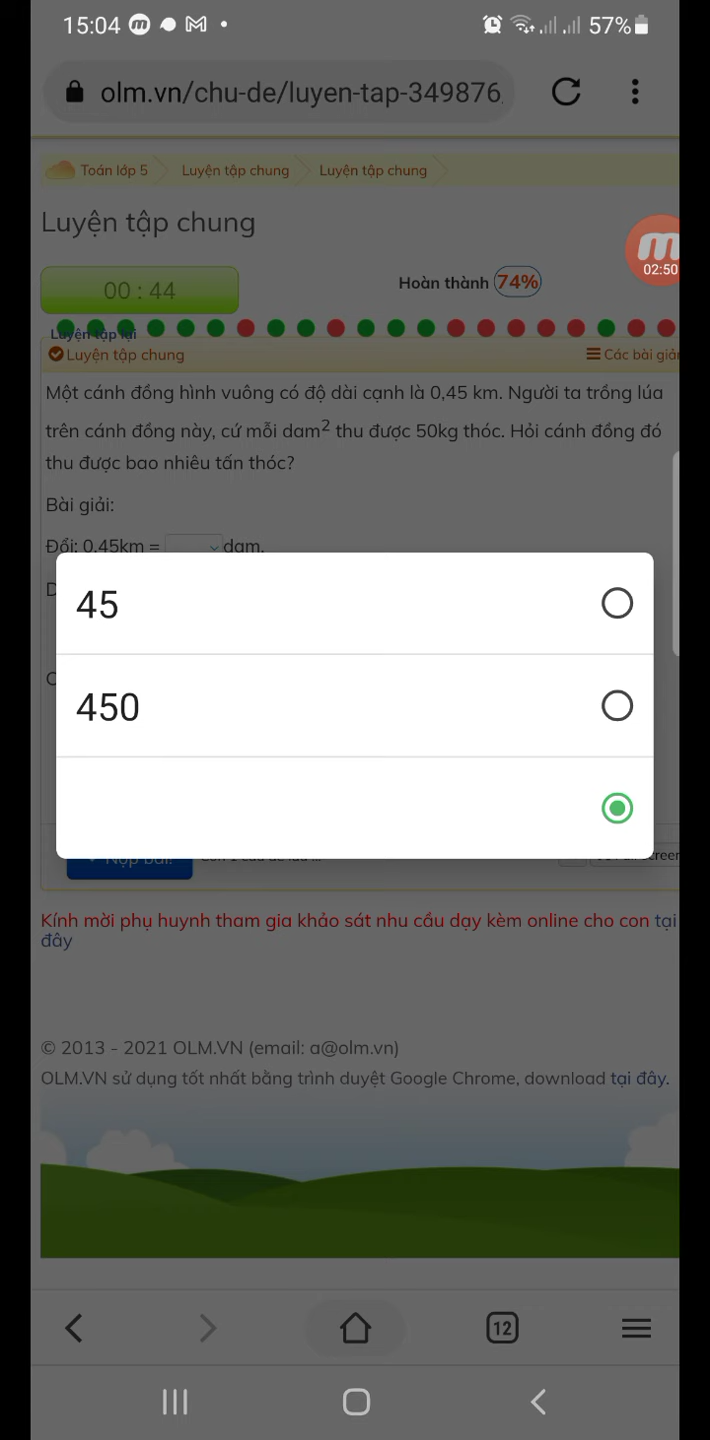 15:04
57%
olm.vn/chu-de/luyen-tap-349876
Toán lớp 5 Luyện tập chung Luyện tập chung
Luyện tập chung
02:50
00 : 44
Hoàn thành 74%
Luyện tập lại
Luyện tập chung
Các bài giả
Một cánh đồng hình vuông có độ dài cạnh là 0,45 km. Người ta trồng lúa
trên cánh đồng này, cứ mỗi dam² thu được 50kg thóc. Hỏi cánh đồng đó
thu được bao nhiêu tấn thóc?
Bài giải:
Đổi: 0,45km = dam.
45
450
Nộp bài!
Kính mời phụ huynh tham gia khảo sát nhu cầu dạy kèm online cho con tại
đây
© 2013 - 2021 OLM.VN (email: a@olm.vn)
OLM.VN sử dụng tốt nhất bằng trình duyệt Google Chrome, download tại đây.
12